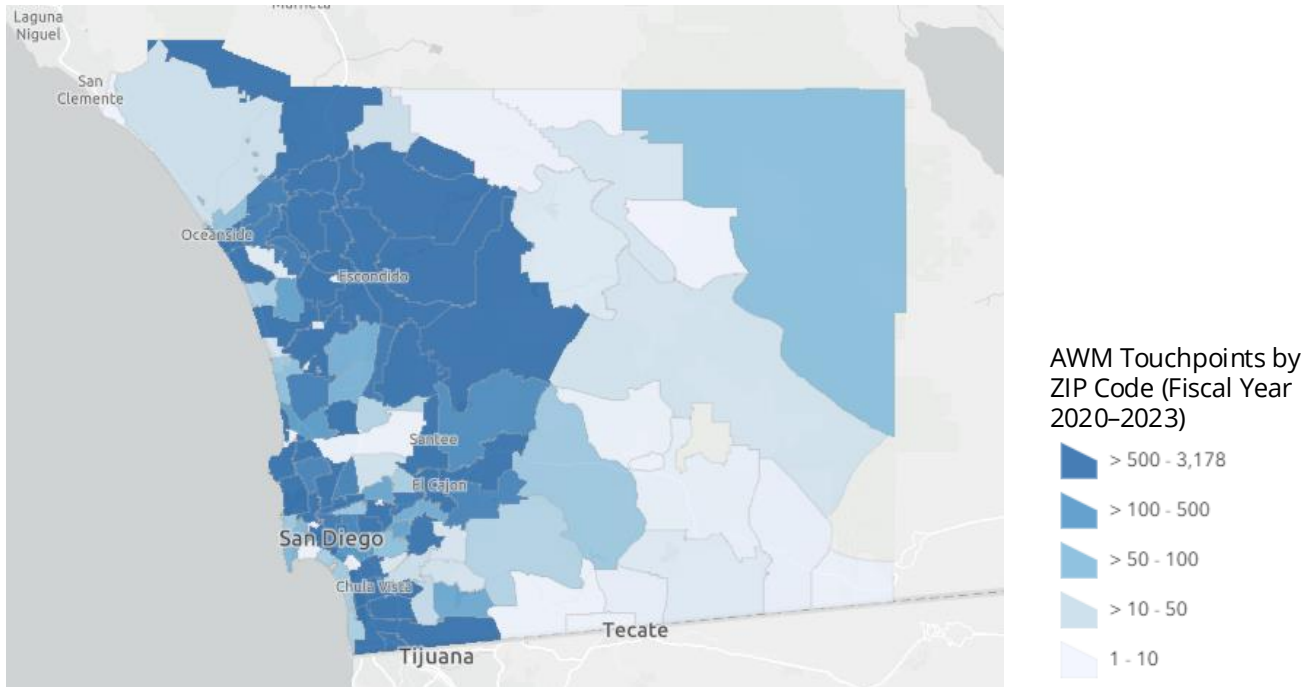 Laguna
Niguel
San
Clemente
Oceanside
Escondido
Santee
El Cajon
San Diego
Chula Vista
Tecate
Tijuana
AWM Touchpoints by
ZIP Code (Fiscal Year
2020–2023)
> 500 - 3,178
> 100 - 500
> 50 - 100
> 10 - 50
1 - 10